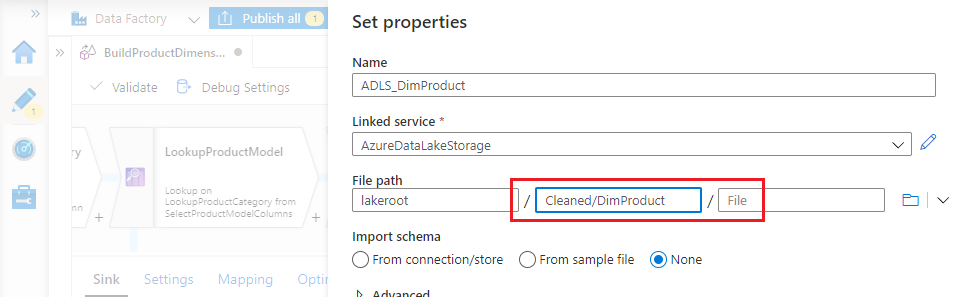 »
Data Factory
Publish all 1
»
BuildProductDimens...
Validate
Debug Settings
1
ry
mn
+
LookupProductModel
Lookup on
LookupProductCategory from
SelectProductModelColumns
+
Sink
Settings
Mapping
Optim
Set properties
Name
ADLS_DimProduct
Linked service *
AzureDataLakeStorage
File path
lakeroot / Cleaned/DimProduct / File
Import schema
From connection/store
From sample file
None
Advanced